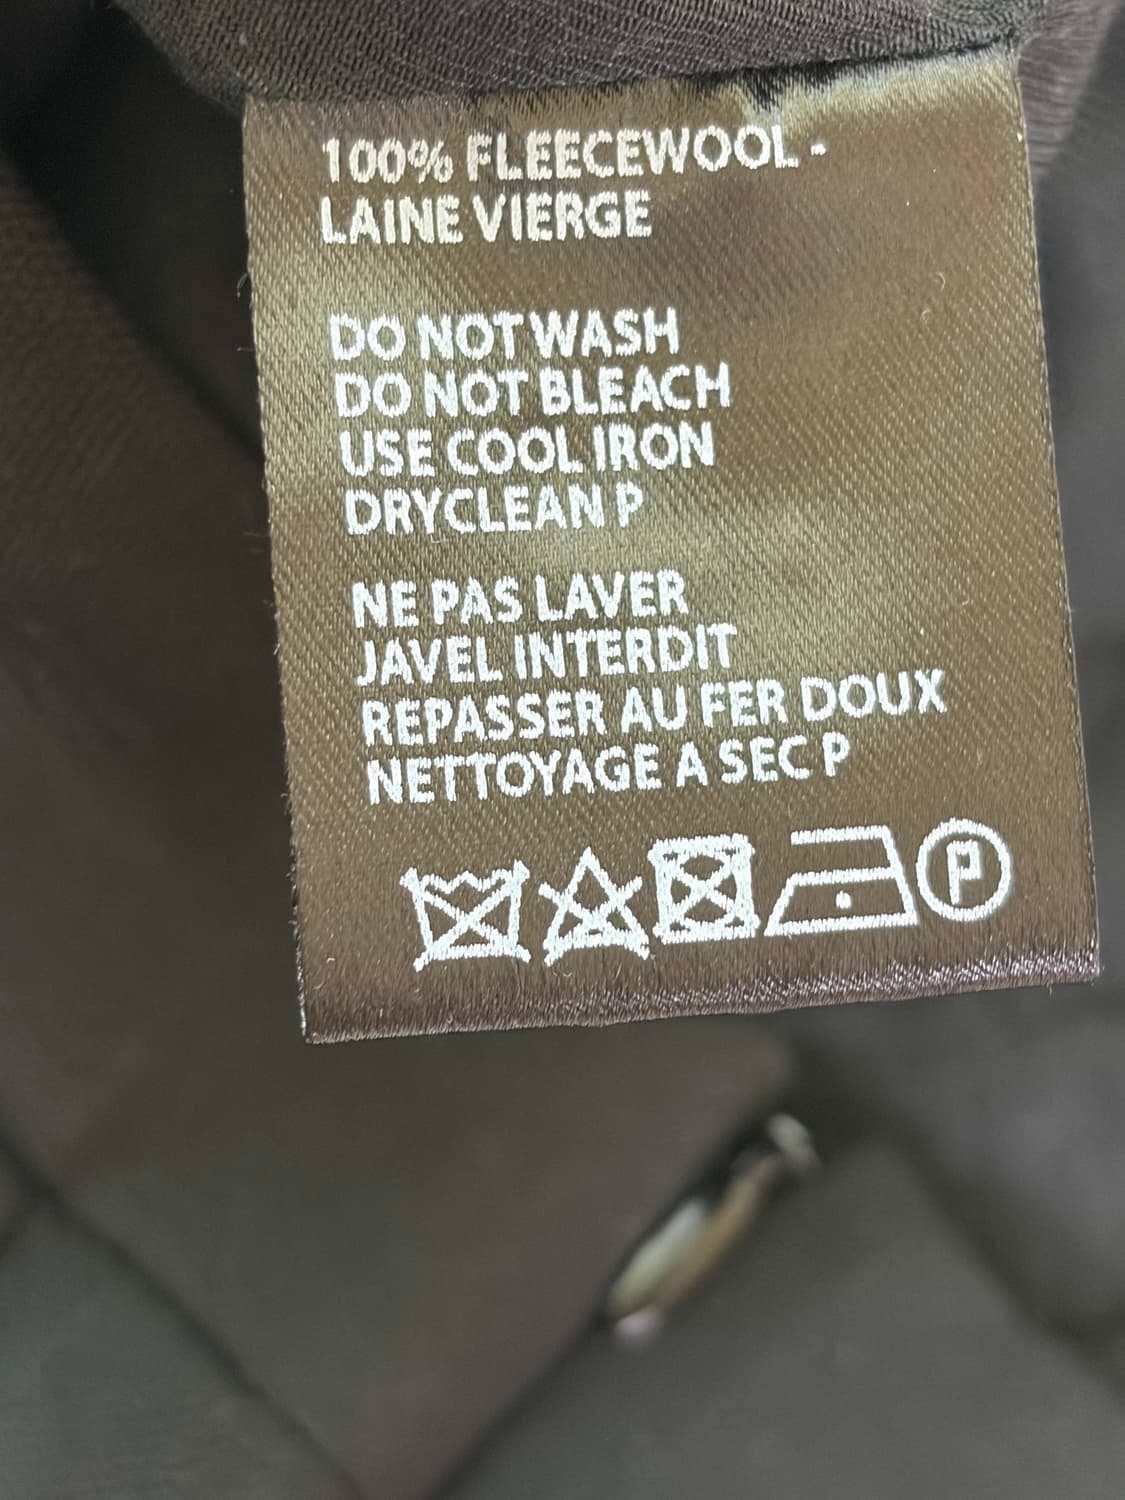 100% FLEECEWOOL -
LAINE VIERGE
DO NOT WASH
DO NOT BLEACH
USE COOL IRON
DRYCLEAN P
NE PAS LAVER
JAVEL INTERDIT
REPASSER AU FER DOUX
NETTOYAGE A SEC P
P